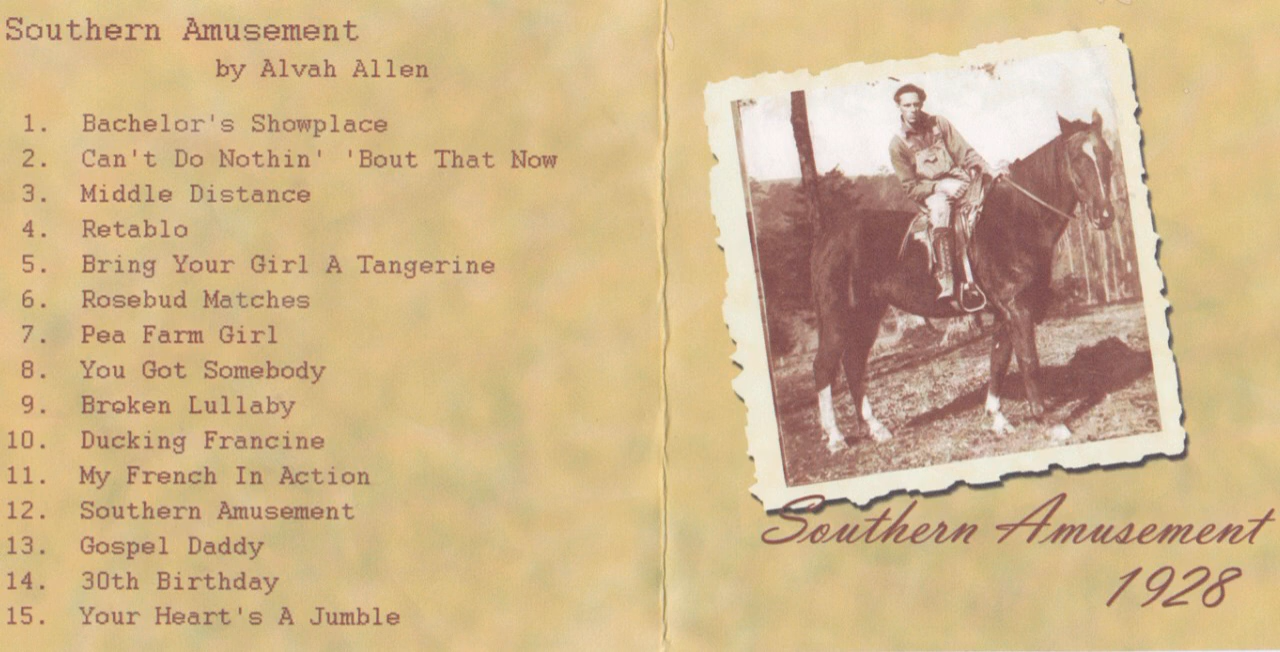 Southern Amusement
by Alvah Allen
1. Bachelor's Showplace
2. Can't Do Nothin' 'Bout That Now
3. Middle Distance
4. Retablo
5. Bring Your Girl A Tangerine
6. Rosebud Matches
7. Pea Farm Girl
8. You Got Somebody
9. Broken Lullaby
10. Ducking Francine
11. My French In Action
12. Southern Amusement
13. Gospel Daddy
14. 30th Birthday
15. Your Heart's A Jumble
Southern Amusement
1928